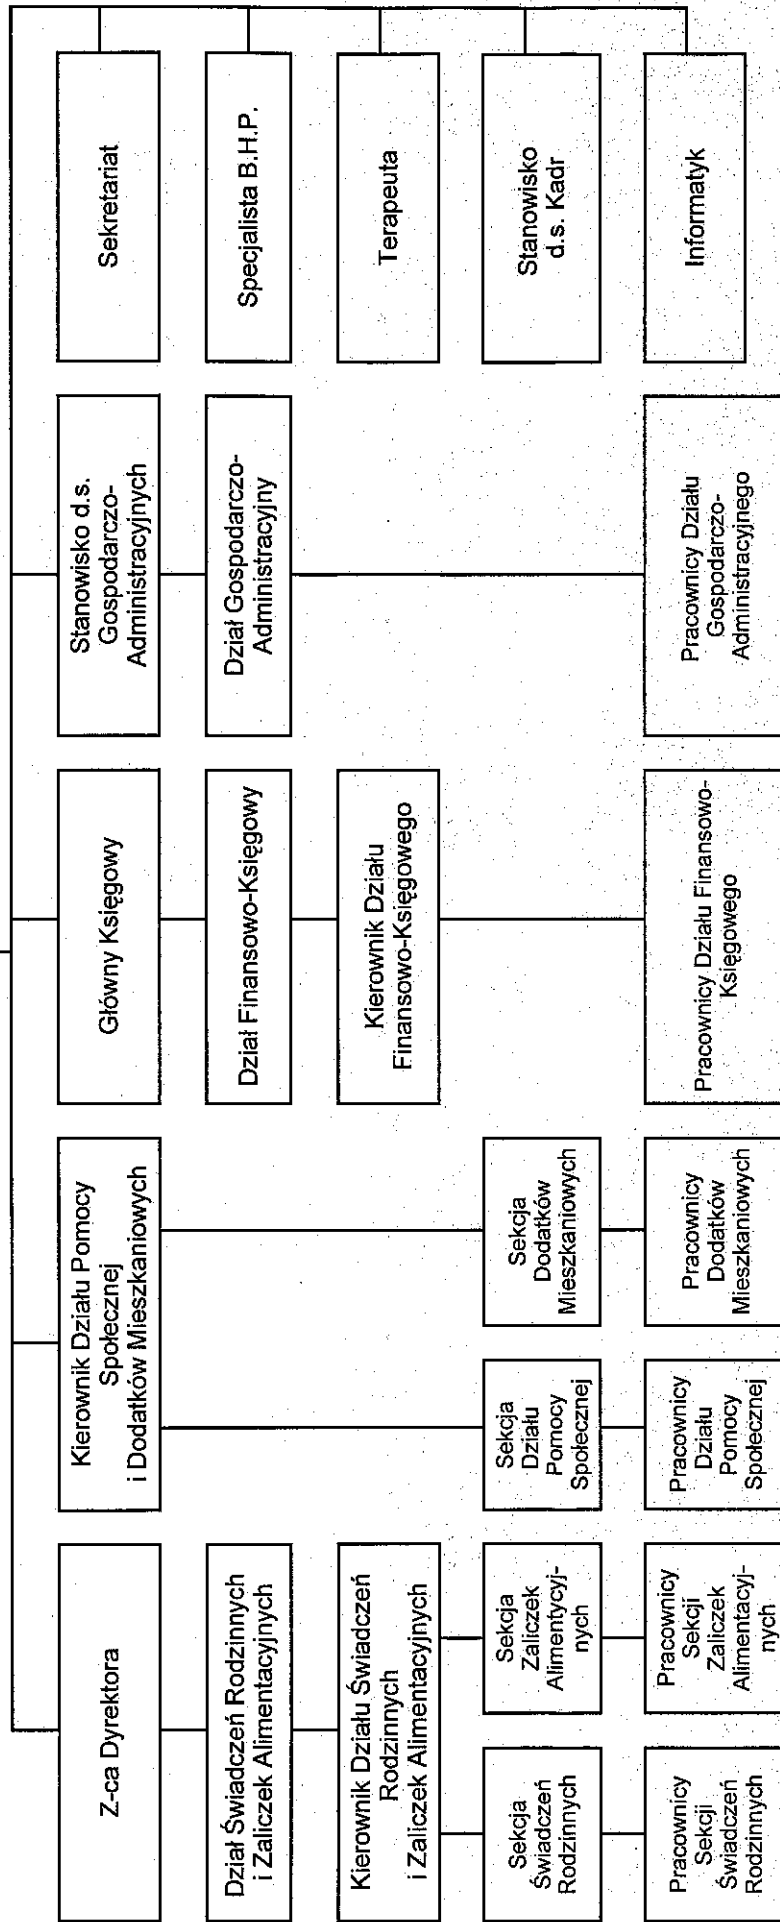 Z-ca Dyrektora
Kierownik Działu Pomocy
Społecznej
i Dodatków Mieszkaniowych
Główny Księgowy
Stanowisko d.s.
Gospodarczo-
Administracyjnych
Sekretariat
Dział Świadczeń Rodzinnych
i Zaliczek Alimentacyjnych
Dział Finansowo-Księgowy
Dział Gospodarczo-
Administracyjny
Specjalista B.H.P.
Kierownik Działu Świadczeń
Rodzinnych
i Zaliczek Alimentacyjnych
Kierownik Działu
Finansowo-Księgowego
Terapeuta
Sekcja
Świadczeń
Rodzinnych
Sekcja
Zaliczek
Alimentycyj-
nych
Sekcja
Działu
Pomocy
Społecznej
Sekcja
Dodatków
Mieszkaniowych
Stanowisko
d.s. Kadr
Pracownicy
Sekcji
Świadczeń
Rodzinnych
Pracownicy
Sekcji
Zaliczek
Alimentacyj-
nych
Pracownicy
Działu
Pomocy
Społecznej
Pracownicy
Dodatków
Mieszkaniowych
Pracownicy Działu Finansowo-
Księgowego
Pracownicy Działu
Gospodarczo-
Administracyjnego
Informatyk